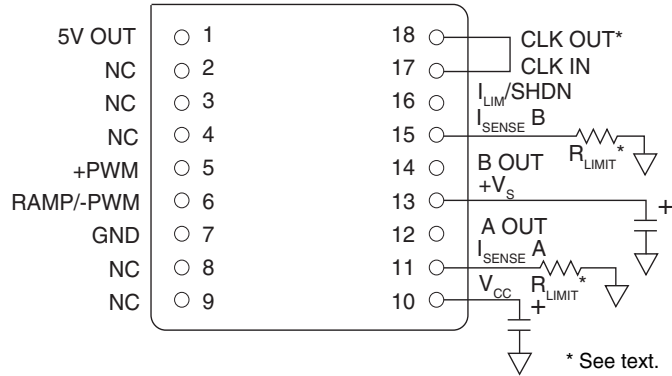 5V OUT 1 18 CLK OUT*
NC 2 17 CLK IN
NC 3 16 I_LIM/SHDN
NC 4 15 I_SENSE B
R_LIMIT*
+PWM 5 14 B OUT
RAMP/-PWM 6 13 +V_S
+
GND 7 12 A OUT
NC 8 11 I_SENSE A
R_LIMIT*
NC 9 10 V_CC
+
* See text.